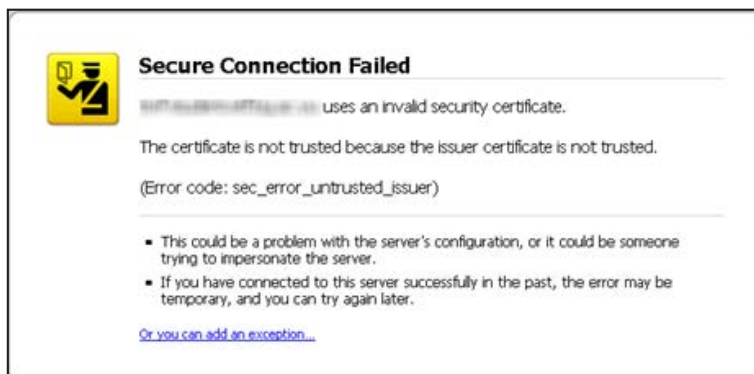 Secure Connection Failed
uses an invalid security certificate.
The certificate is not trusted because the issuer certificate is not trusted.
(Error code: sec_error_untrusted_issuer)
▪ This could be a problem with the server's configuration, or it could be someone
trying to impersonate the server.
▪ If you have connected to this server successfully in the past, the error may be
temporary, and you can try again later.
Or you can add an exception...